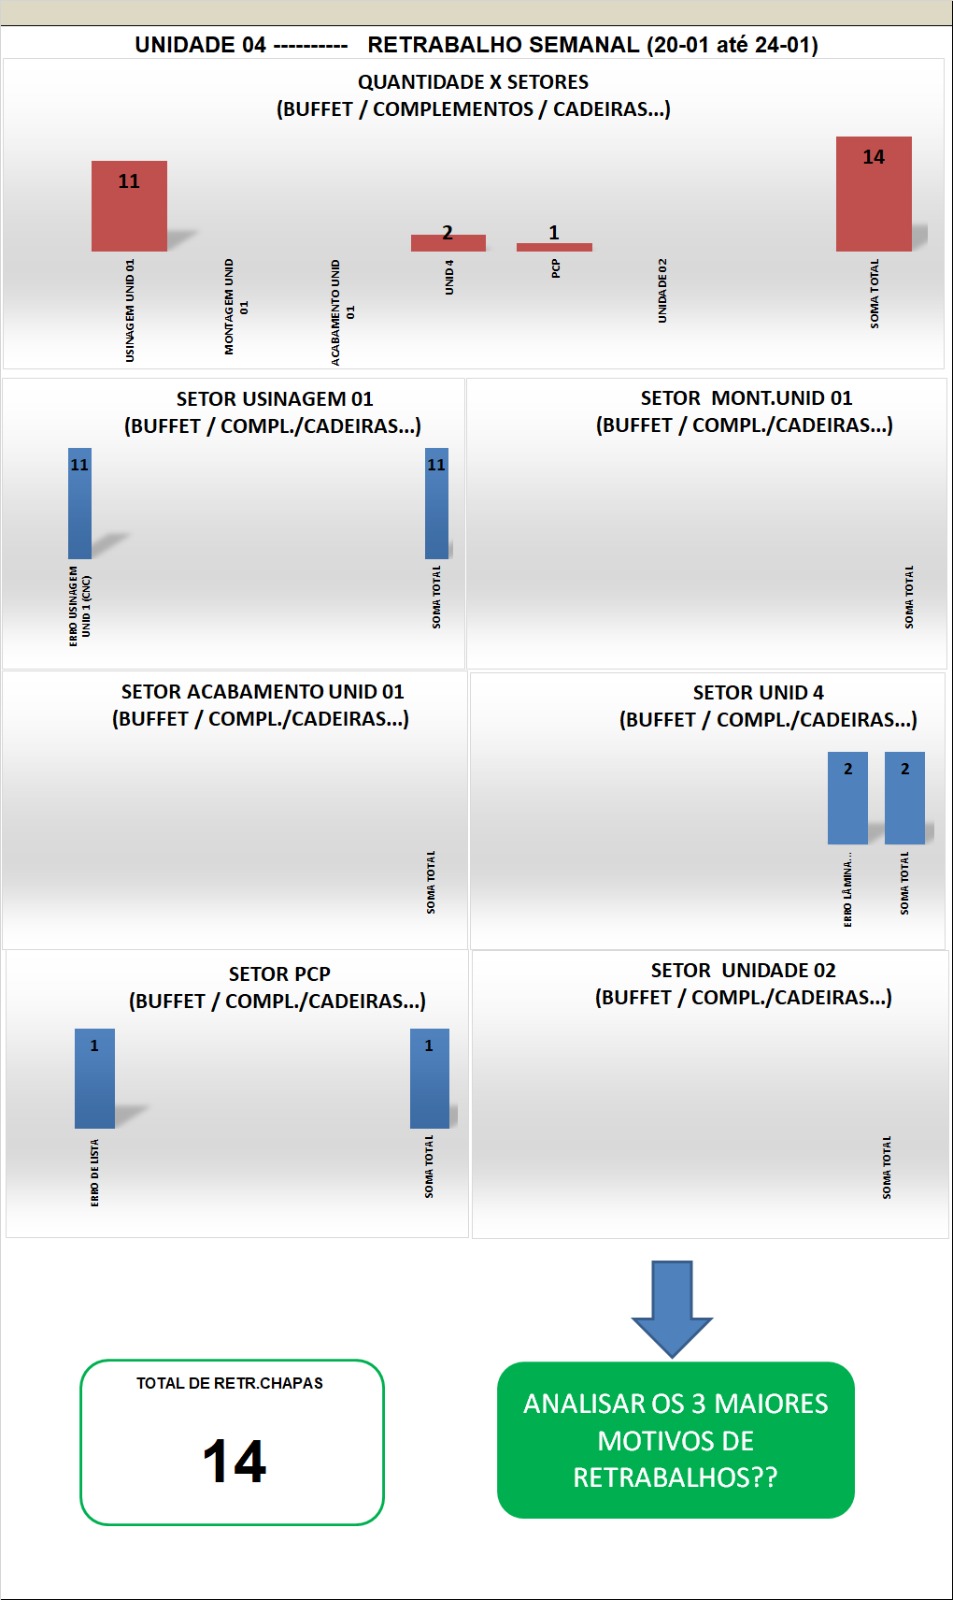 UNIDADE 04 ---------- RETRABALHO SEMANAL (20-01 até 24-01)
QUANTIDADE X SETORES
(BUFFET / COMPLEMENTOS / CADEIRAS...)
11
2
1
14
USINAGEM UNID 01
MONTAGEM UNID
01
ACABAMENTO UNID
01
UNID 4
PCP
UNIDADE 02
SOMA TOTAL
SETOR USINAGEM 01
(BUFFET / COMPL./CADEIRAS...)
11
11
ERRO USINAGEM
UNID 1 (CNC)
SOMA TOTAL
SETOR MONT.UNID 01
(BUFFET / COMPL./CADEIRAS...)
SOMA TOTAL
SETOR ACABAMENTO UNID 01
(BUFFET / COMPL./CADEIRAS...)
SOMA TOTAL
SETOR UNID 4
(BUFFET / COMPL./CADEIRAS...)
2
2
ERRO LÂMINA...
SOMA TOTAL
SETOR PCP
(BUFFET / COMPL./CADEIRAS...)
1
1
ERRO DE LISTA
SOMA TOTAL
SETOR UNIDADE 02
(BUFFET / COMPL./CADEIRAS...)
SOMA TOTAL
TOTAL DE RETR.CHAPAS
14
ANALISAR OS 3 MAIORES
MOTIVOS DE
RETRABALHOS??